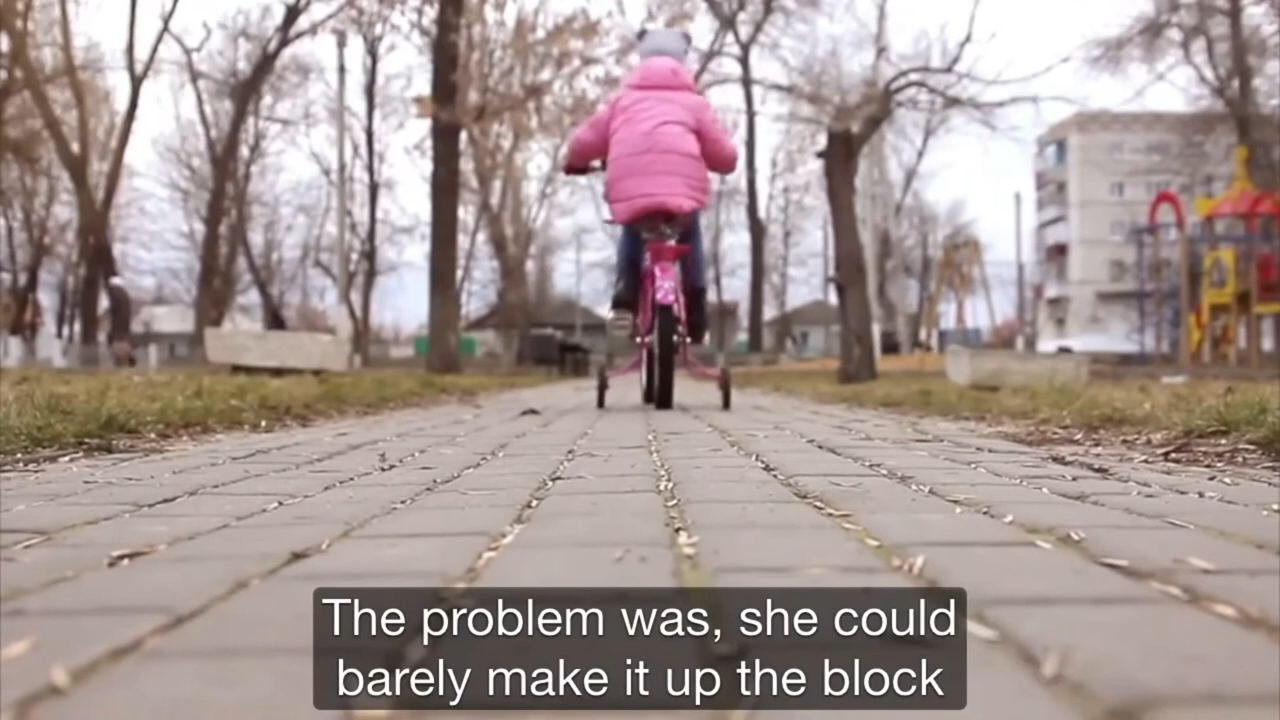 The problem was, she could
barely make it up the block